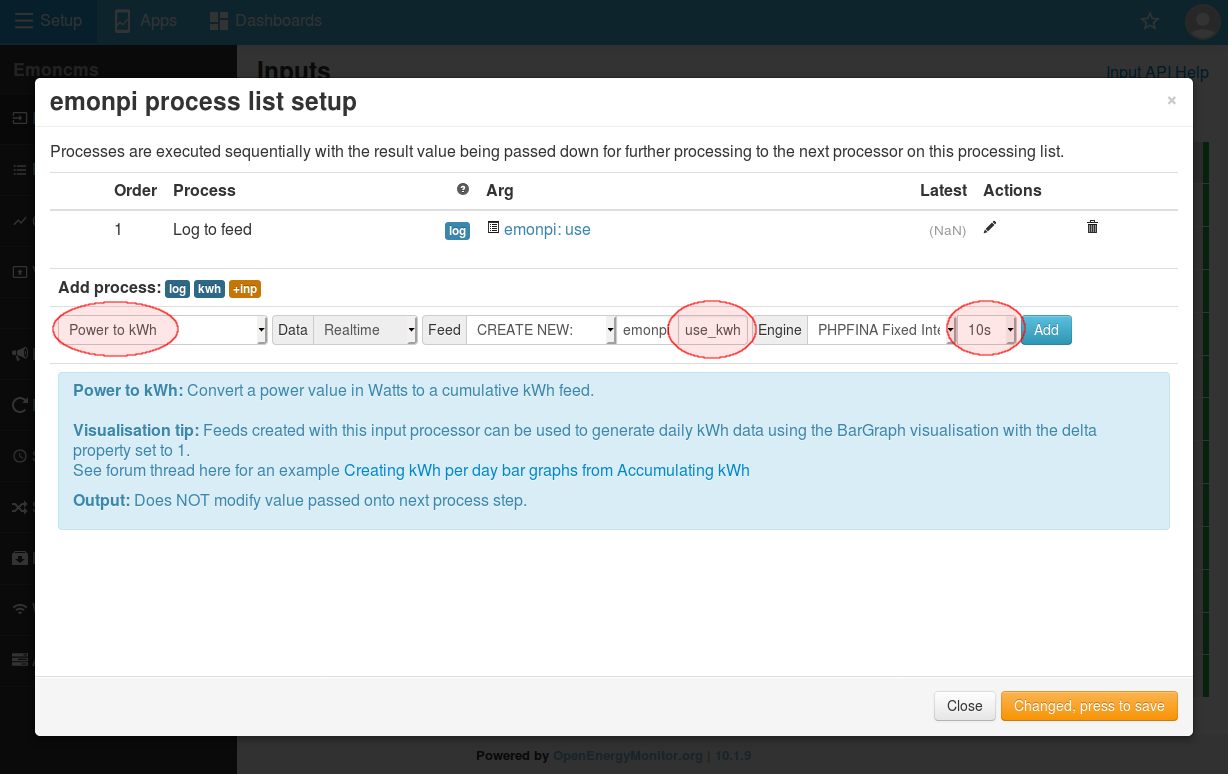 Setup Apps Dashboards
Emoncms
Inputs
Input API Help
emonpi process list setup
×
Processes are executed sequentially with the result value being passed down for further processing to the next processor on this processing list.
Order Process Arg Latest Actions
1 Log to feed log emonpi: use (NaN)
Add process: log kwh +inp
Power to kWh Data Realtime Feed CREATE NEW: emonpi use_kwh Engine PHPFINA Fixed Inte 10s Add
Power to kWh: Convert a power value in Watts to a cumulative kWh feed.
Visualisation tip: Feeds created with this input processor can be used to generate daily kWh data using the BarGraph visualisation with the delta
property set to 1.
See forum thread here for an example Creating kWh per day bar graphs from Accumulating kWh
Output: Does NOT modify value passed onto next process step.
Close Changed, press to save
Powered by OpenEnergyMonitor.org | 10.1.9